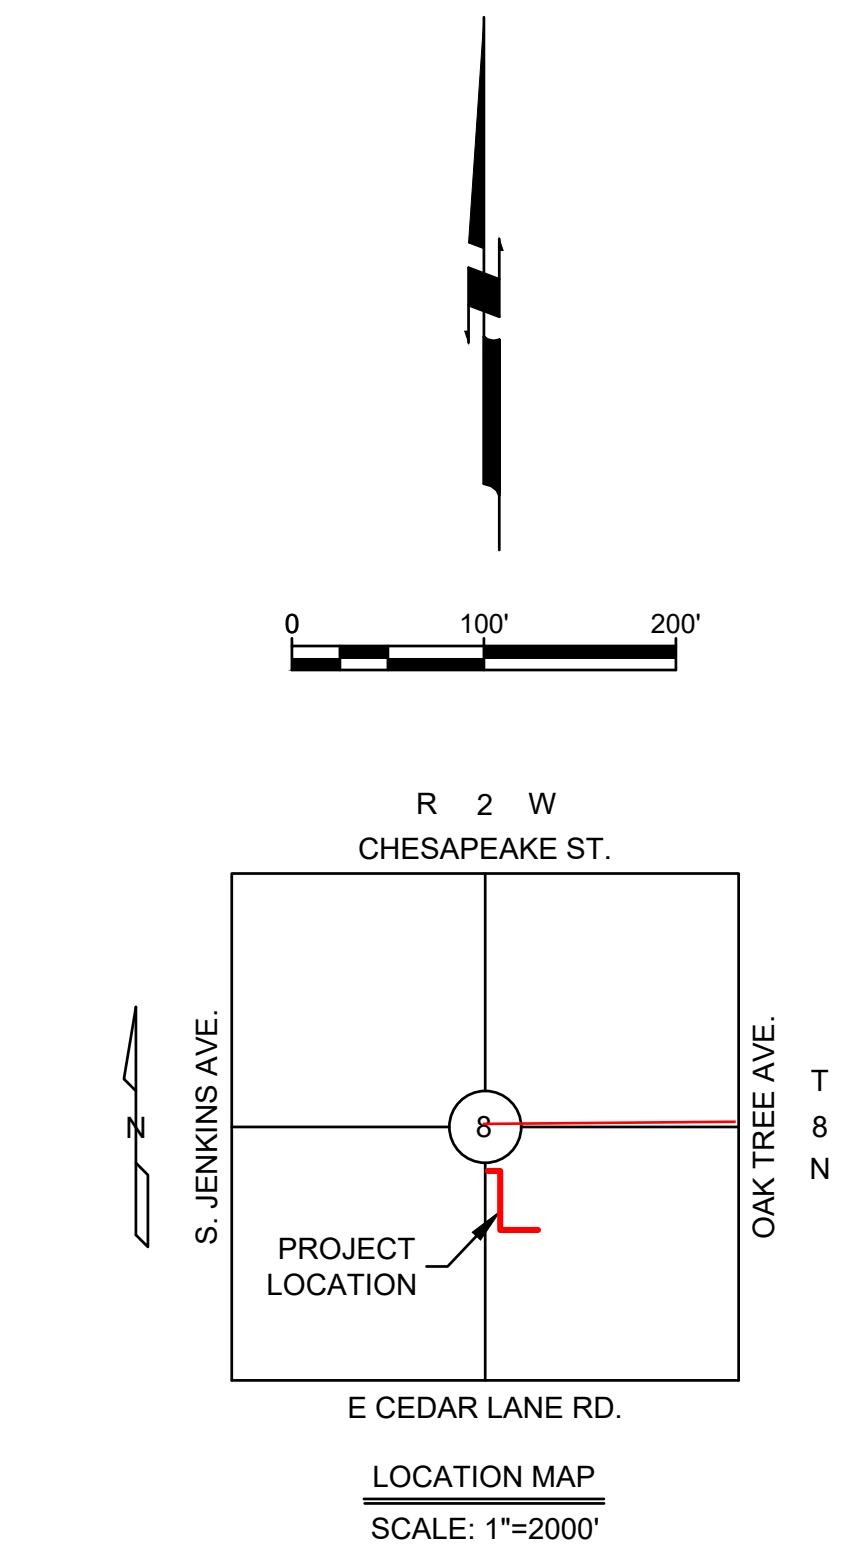 0 100' 200'
R 2 W
CHESAPEAKE ST.
S. JENKINS AVE.
N
8
OAK TREE AVE.
T
8
N
PROJECT
LOCATION
E CEDAR LANE RD.
LOCATION MAP
SCALE: 1"=2000'